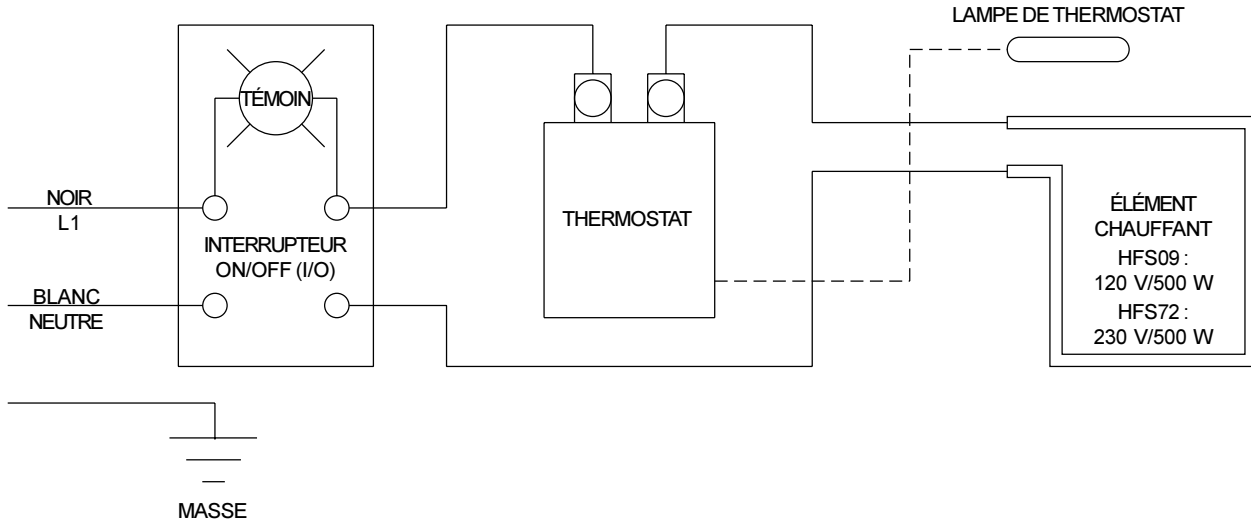 LAMPE DE THERMOSTAT
TÉMOIN
NOIR
L1
INTERRUPTEUR
ON/OFF (I/O)
BLANC
NEUTRE
MASSE
THERMOSTAT
ÉLÉMENT
CHAUFFANT
HFS09 :
120 V/500 W
HFS72 :
230 V/500 W